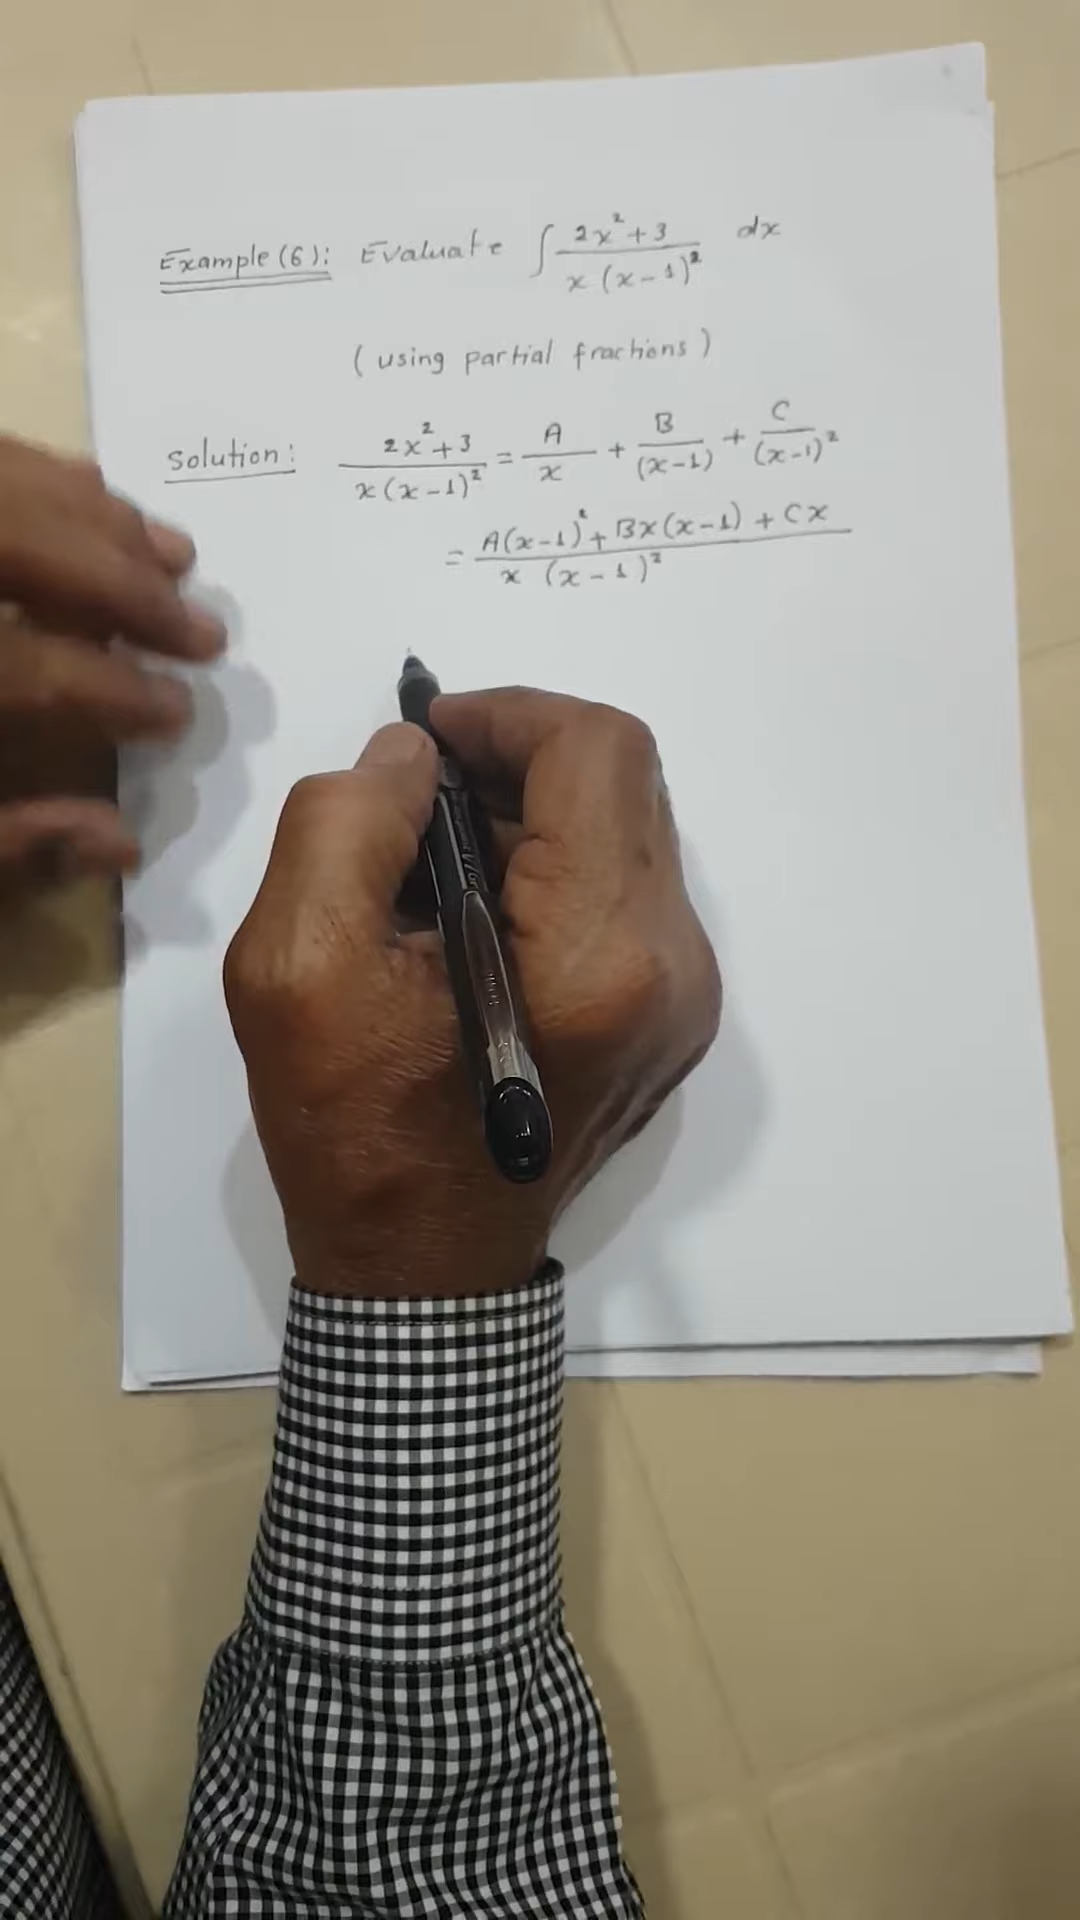 Example (6): Evaluate ∫ (2x² + 3) / (x (x - 1)²) dx
(using partial fractions)
Solution: (2x² + 3) / (x (x - 1)²) = A / x + B / (x - 1) + C / (x - 1)²
= (A(x - 1)² + Bx(x - 1) + Cx) / (x (x - 1)²)